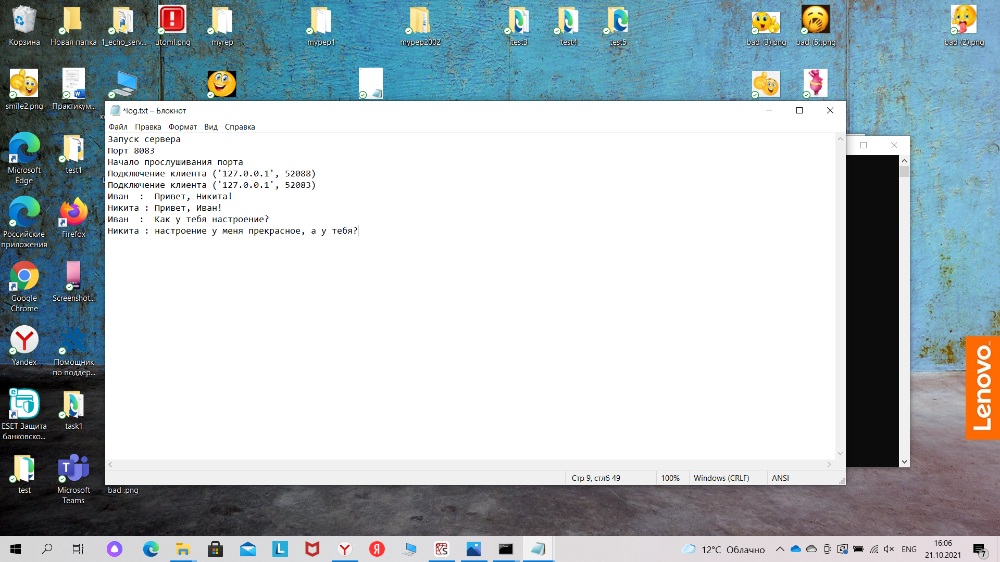 Корзина
Новая папка
1_echo_serv...
utoml.png
myrep
mypep1
mypep2002
test3
test4
test5
bad (3).png
bad (5).png
bad (2).png
smile2.png
Практикум...
*log.txt – Блокнот
Файл Правка Формат Вид Справка
Запуск сервера
Порт 8083
Начало прослушивания порта
Подключение клиента ('127.0.0.1', 52088)
Подключение клиента ('127.0.0.1', 52083)
Иван : Привет, Никита!
Никита : Привет, Иван!
Иван : Как у тебя настроение?
Никита : настроение у меня прекрасное, а у тебя?
Стр 9, стлб 49
100%
Windows (CRLF)
ANSI
Microsoft
Edge
test1
Российские
приложения
Firefox
Google
Chrome
Screenshot...
Yandex
Помощник
по поддер...
ESET Защита
банковско...
task1
test
Microsoft
Teams
bad .png
Lenovo
12°C Облачно
ENG
16:06
21.10.2021
7